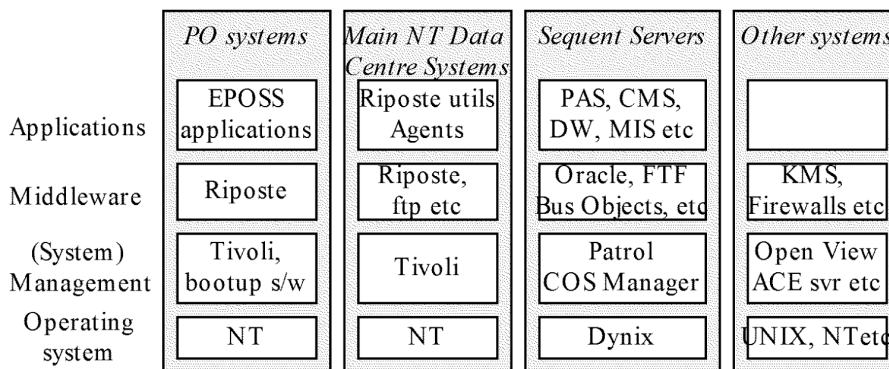 PO systems
Main NT Data
Centre Systems
Sequent Servers
Other systems
Applications
EPOSS
applications
Riposte utils
Agents
PAS, CMS,
DW, MIS etc
Middleware
Riposte
Riposte,
ftp etc
Oracle, FTF
Bus Objects, etc
KMS,
Firewalls etc
(System)
Management
Tivoli,
bootup s/w
Tivoli
Patrol
COS Manager
Open View
ACE svr etc
Operating
system
NT
NT
Dynix
UNIX, NT etc